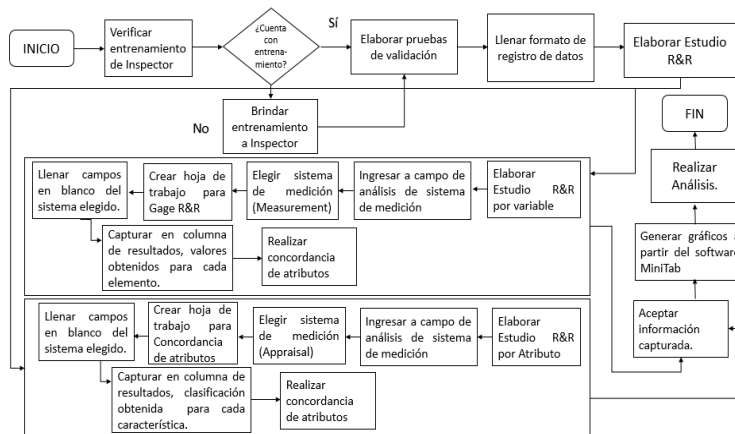 INICIO
Verificar
entrenamiento
de Inspector
¿Cuenta
con
entrena-
miento?
Sí
Elaborar pruebas
de validación
Llenar formato de
registro de datos
Elaborar Estudio
R&R
No
Brindar
entrenamiento
a Inspector
FIN
Llenar campos
en blanco del
sistema elegido.
Crear hoja de
trabajo para
Gage R&R
Elegir sistema
de medición
(Measurement)
Ingresar a campo de
análisis de sistema de
medición
Elaborar
Estudio R&R
por variable
Realizar
Análisis.
Capturar en columna
de resultados, valores
obtenidos para cada
elemento.
Realizar
concordancia
de atributos
Generar gráficos a
partir del software
MiniTab
Llenar campos
en blanco del
sistema elegido.
Crear hoja de
trabajo para
Concordancia
de atributos
Elegir sistema
de medición
(Appraisal)
Ingresar a campo de
análisis de sistema
de medición
Elaborar
Estudio R&R
por Atributo
Aceptar
información
capturada.
Capturar en columna de
resultados, clasificación
obtenida para cada
característica.
Realizar
concordancia
de atributos